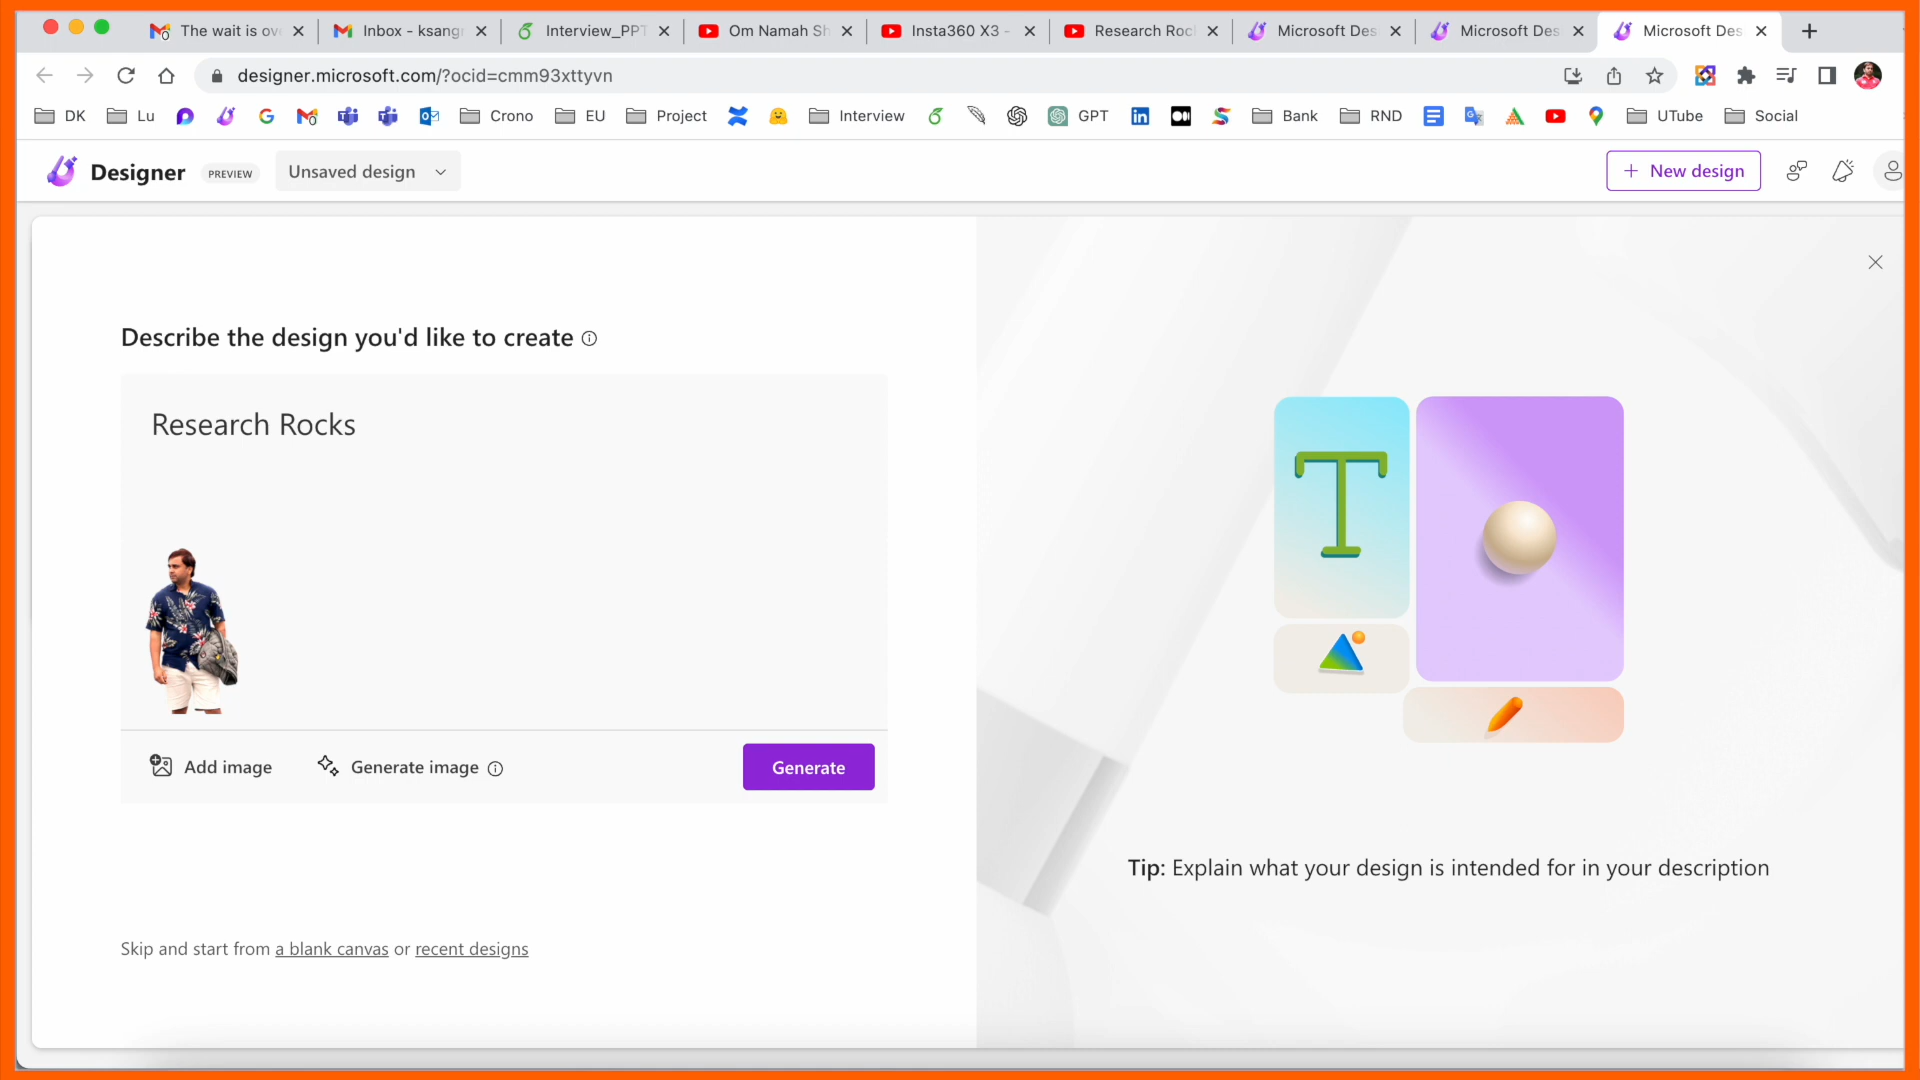 The wait is ov
Inbox - ksangr
Interview_PPT
Om Namah Sh
Insta360 X3 -
Research Roc
Microsoft Des
Microsoft Des
Microsoft Des
designer.microsoft.com/?ocid=cmm93xttyvn
DK
Lu
Crono
EU
Project
Interview
GPT
Bank
RND
UTube
Social
Designer
PREVIEW
Unsaved design
New design
Describe the design you'd like to create
Research Rocks
Add image
Generate image
Generate
T
Tip: Explain what your design is intended for in your description
Skip and start from a blank canvas or recent designs